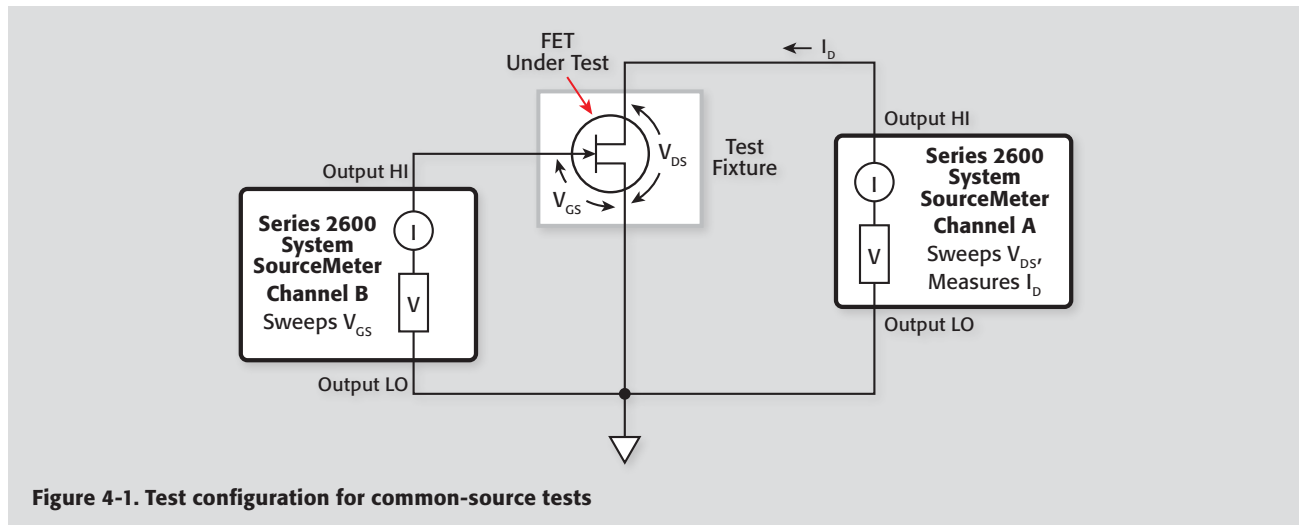 FET
Under Test
← I_D
Output HI
V_DS
Test
Fixture
Output HI
V_GS
Series 2600
System
SourceMeter
Channel A
Sweeps V_DS,
Measures I_D
I
V
Series 2600
System
SourceMeter
Channel B
Sweeps V_GS
I
V
Output LO
Output LO
Figure 4-1. Test configuration for common-source tests